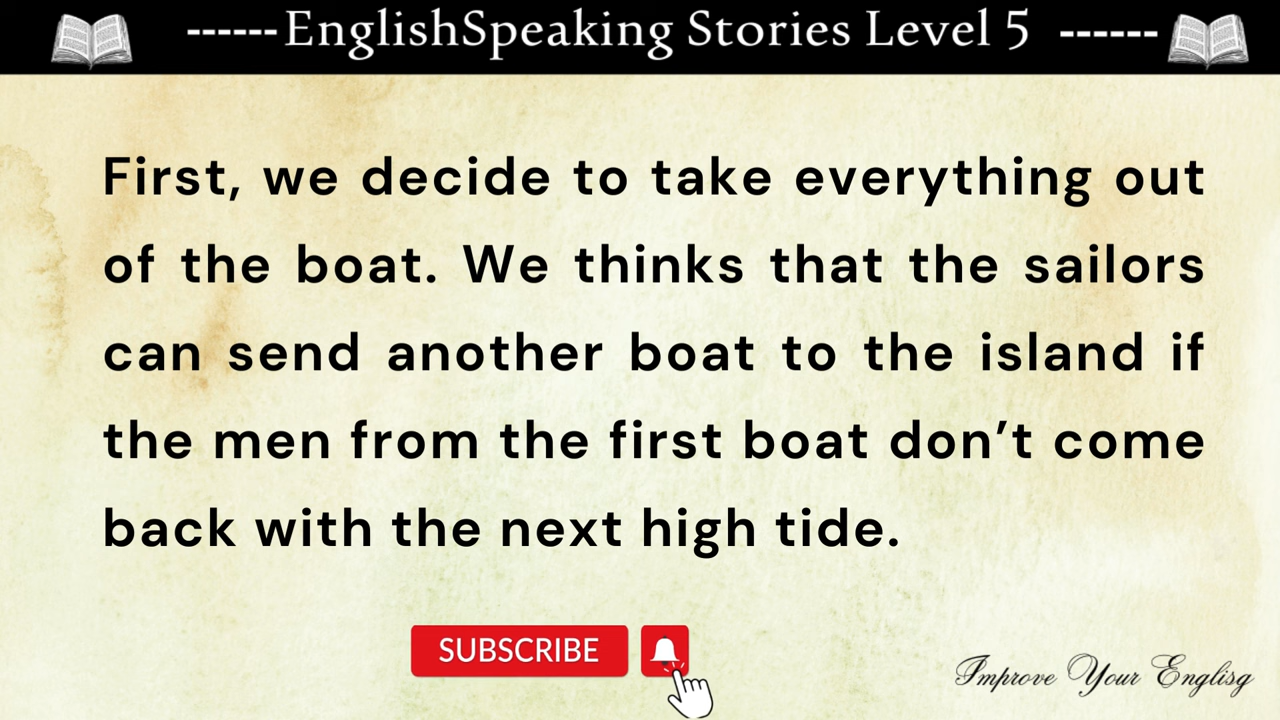 ------EnglishSpeaking Stories Level 5 ------
First, we decide to take everything out
of the boat. We thinks that the sailors
can send another boat to the island if
the men from the first boat don’t come
back with the next high tide.
SUBSCRIBE
Improve Your Englisg